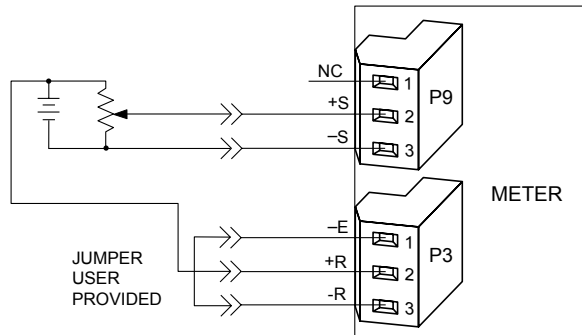 NC
1
+S
2
P9
–S
3
METER
–E
1
JUMPER
USER
PROVIDED
+R
2
P3
-R
3